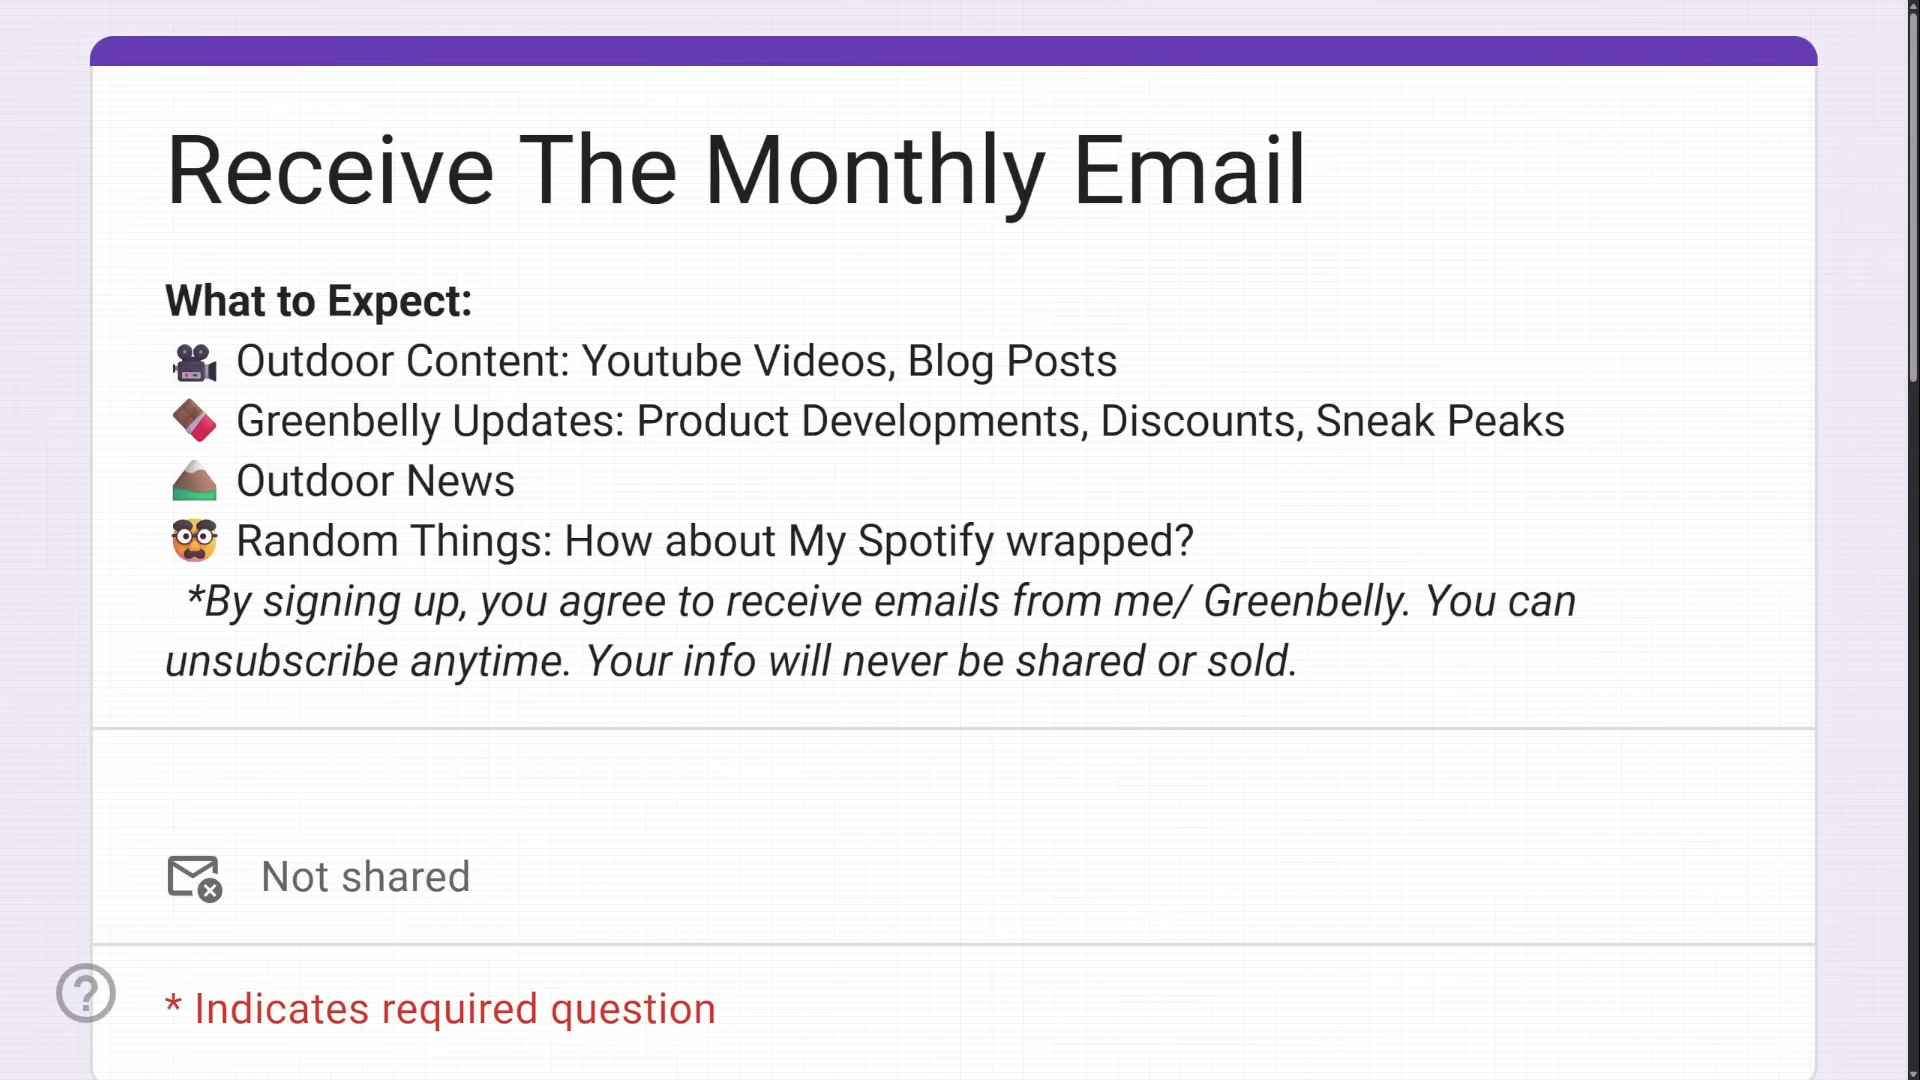 Receive The Monthly Email
What to Expect:
🎥 Outdoor Content: Youtube Videos, Blog Posts
🍫 Greenbelly Updates: Product Developments, Discounts, Sneak Peaks
🏔 Outdoor News
🥸 Random Things: How about My Spotify wrapped?
*By signing up, you agree to receive emails from me/ Greenbelly. You can
unsubscribe anytime. Your info will never be shared or sold.
Not shared
* Indicates required question